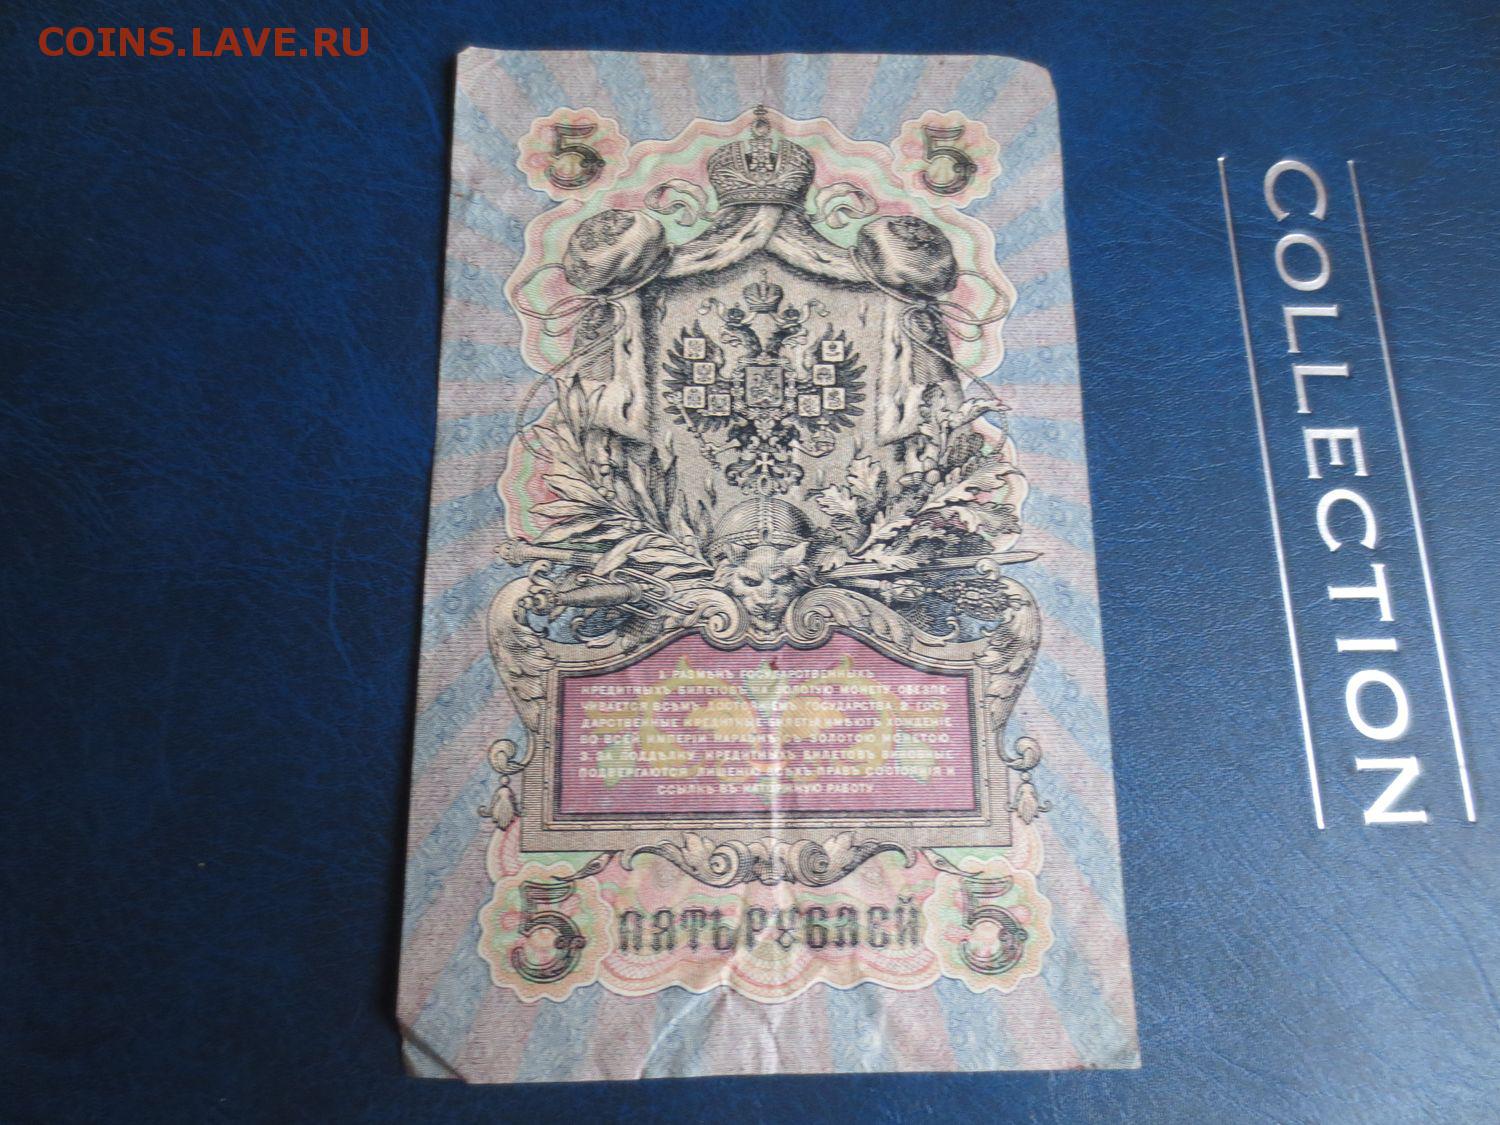 COINS.LAVE.RU
5 5
1. РАЗМѢНЪ ГОСУДАРСТВЕННЫХЪ
КРЕДИТНЫХЪ БИЛЕТОВЪ НА ЗОЛОТУЮ МОНЕТУ ОБЕЗПЕ-
ЧИВАЕТСЯ ВСѢМЪ ДОСТОЯНІЕМЪ ГОСУДАРСТВА. 2. ГОСУ-
ДАРСТВЕННЫЕ КРЕДИТНЫЕ БИЛЕТЫ ИМѢЮТЪ ХОЖДЕНІЕ
ВО ВСЕЙ ИМПЕРІИ НАРАВНѢ СЪ ЗОЛОТОЮ МОНЕТОЮ.
3. ЗА ПОДДѢЛКУ КРЕДИТНЫХЪ БИЛЕТОВЪ ВИНОВНЫЕ
ПОДВЕРГАЮТСЯ ЛИШЕНІЮ ВСѢХЪ ПРАВЪ СОСТОЯНІЯ И
ССЫЛКѢ ВЪ КАТОРЖНУЮ РАБОТУ.
5 ПЯТЬ РУБЛЕЙ 5
COLLECTION